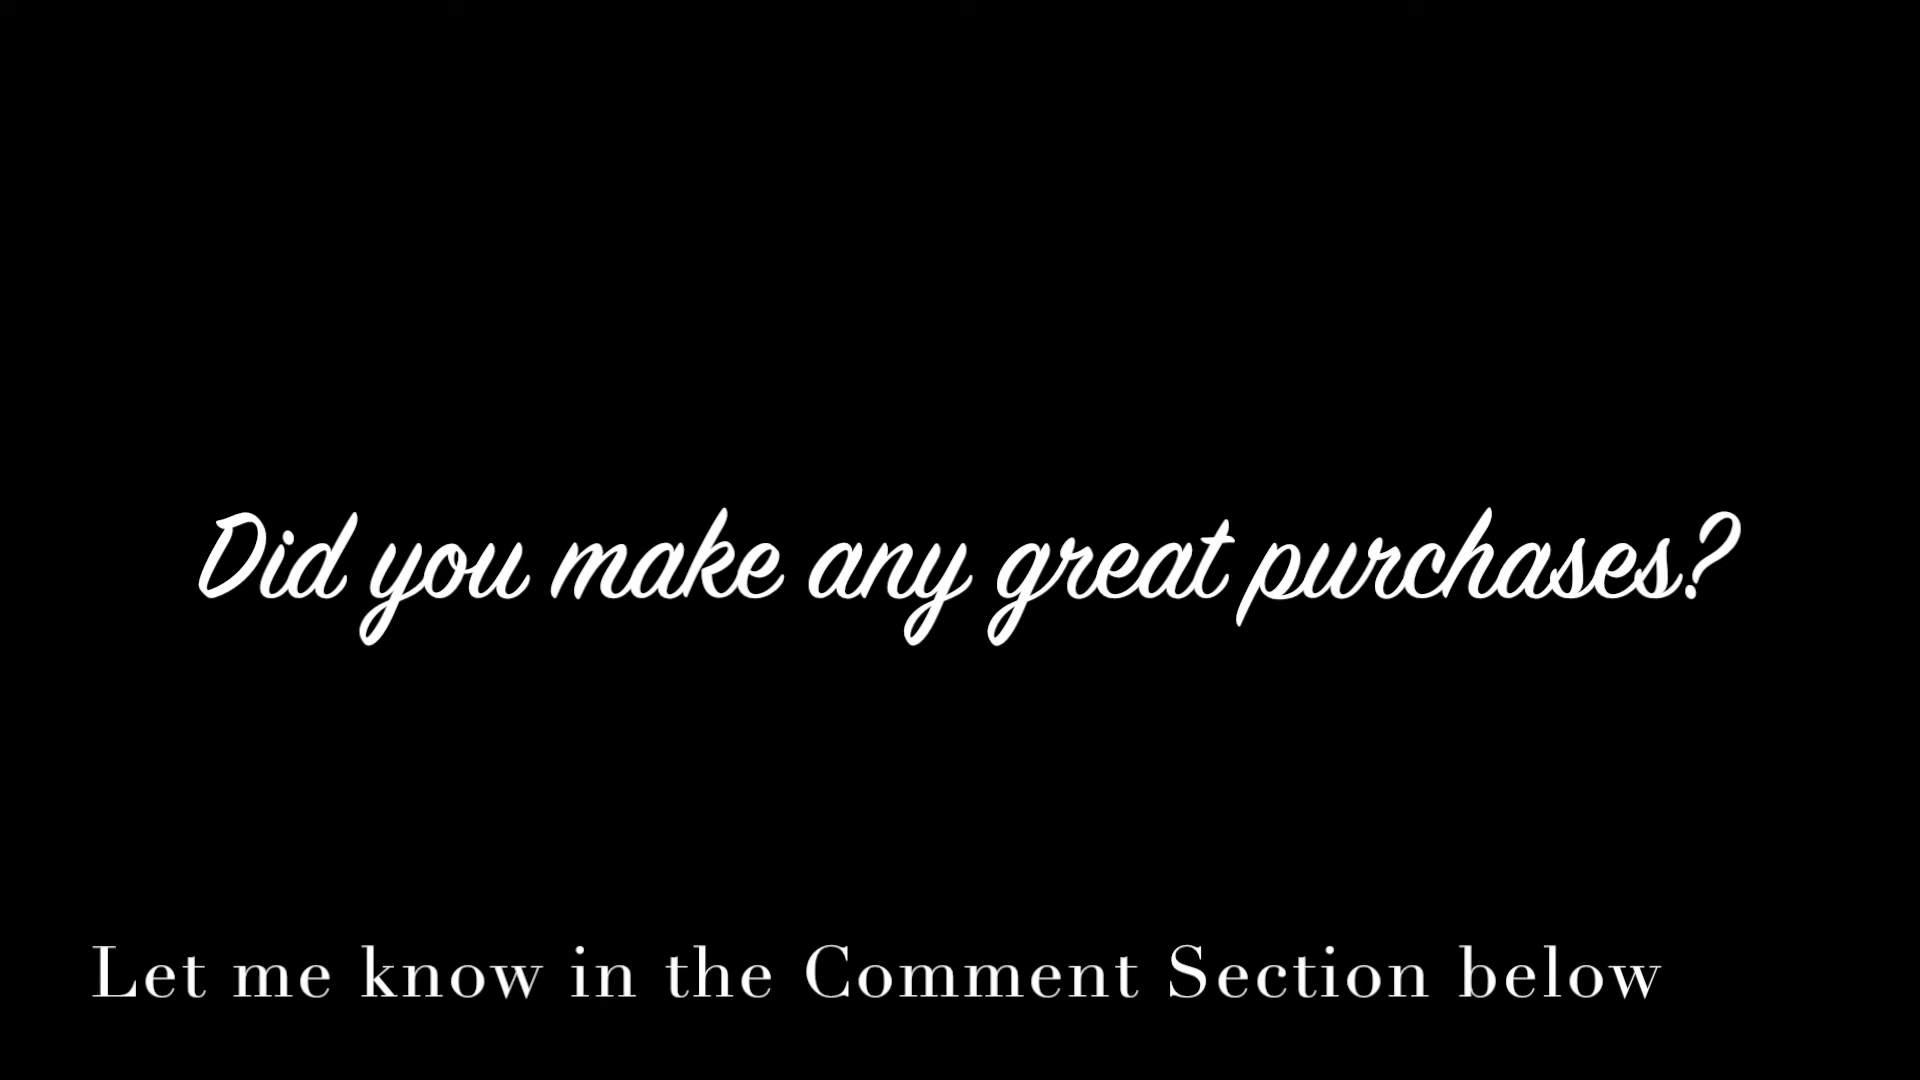 Did you make any great purchases?
Let me know in the Comment Section below